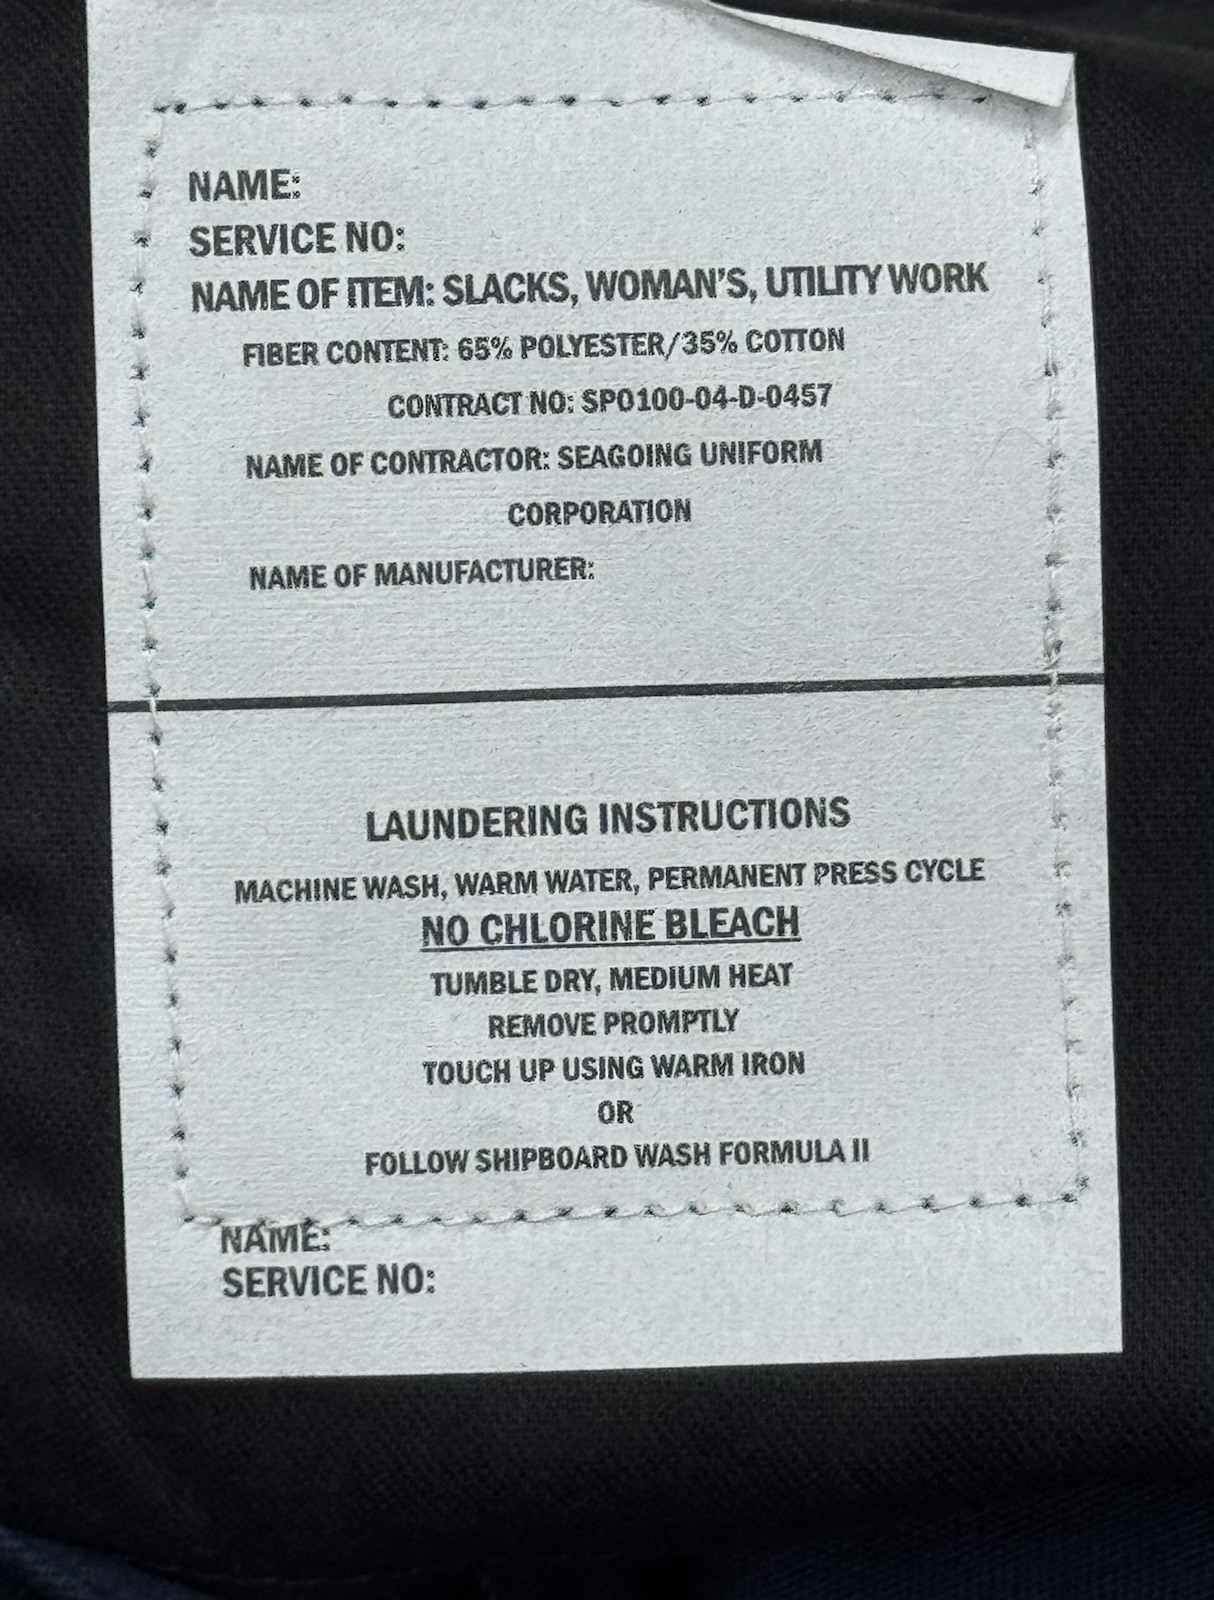 NAME:
SERVICE NO:
NAME OF ITEM: SLACKS, WOMAN'S, UTILITY WORK
FIBER CONTENT: 65% POLYESTER/35% COTTON
CONTRACT NO: SPO100-04-D-0457
NAME OF CONTRACTOR: SEAGOING UNIFORM
CORPORATION
NAME OF MANUFACTURER:
LAUNDERING INSTRUCTIONS
MACHINE WASH, WARM WATER, PERMANENT PRESS CYCLE
NO CHLORINE BLEACH
TUMBLE DRY, MEDIUM HEAT
REMOVE PROMPTLY
TOUCH UP USING WARM IRON
OR
FOLLOW SHIPBOARD WASH FORMULA II
NAME:
SERVICE NO: